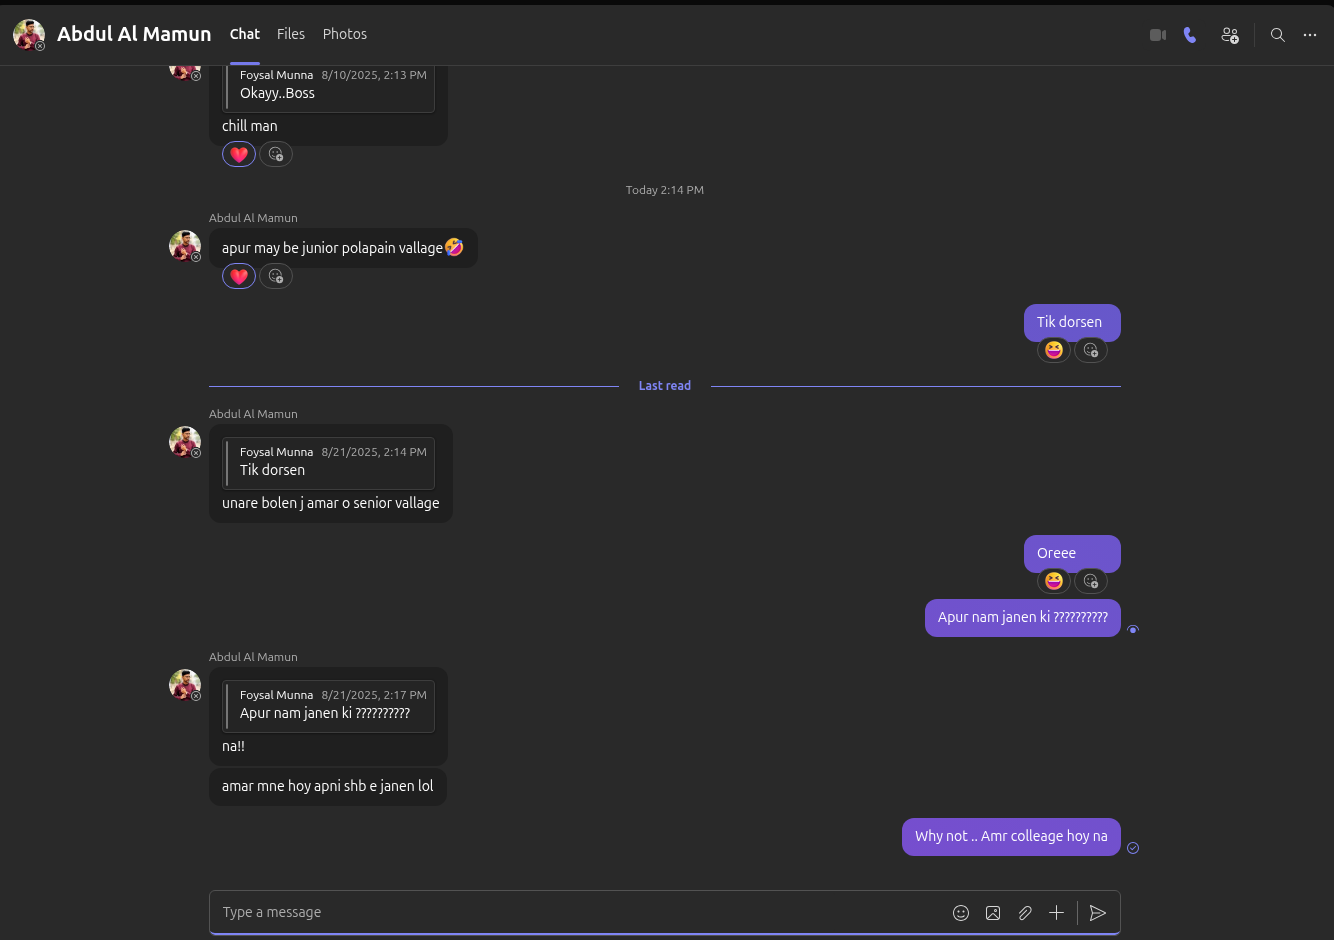 Abdul Al Mamun
Chat Files Photos
Foysal Munna 8/10/2025, 2:13 PM
Okayy..Boss
chill man
Today 2:14 PM
Abdul Al Mamun
apur may be junior polapain vallage🤣
Tik dorsen
Last read
Abdul Al Mamun
Foysal Munna 8/21/2025, 2:14 PM
Tik dorsen
unare bolen j amar o senior vallage
Oreee
Apur nam janen ki ??????????
Abdul Al Mamun
Foysal Munna 8/21/2025, 2:17 PM
Apur nam janen ki ??????????
na!!
amar mne hoy apni shb e janen lol
Why not .. Amr colleage hoy na
Type a message